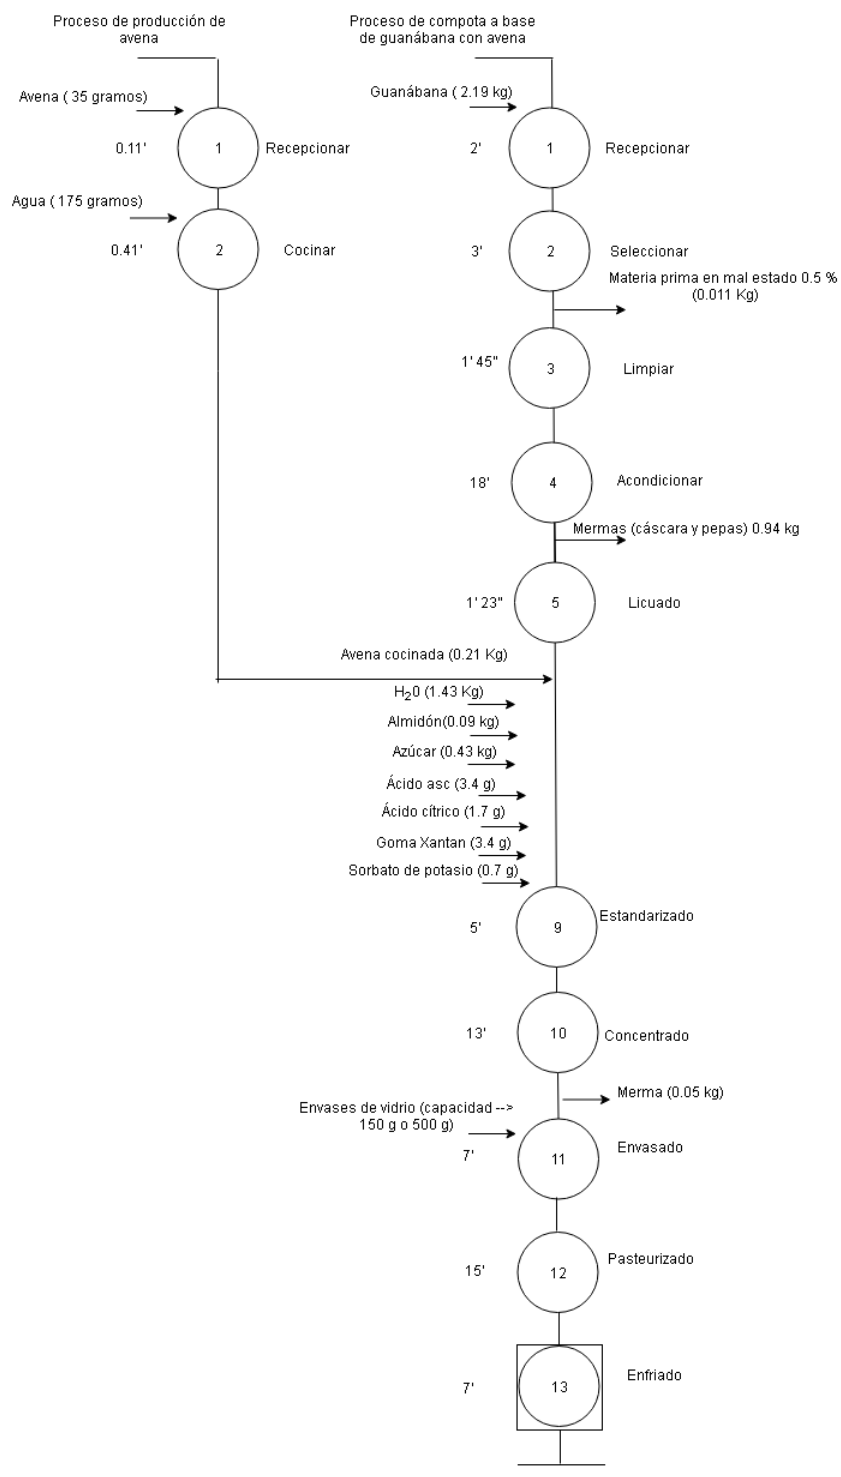 Proceso de producción de
avena
Proceso de compota a base
de guanábana con avena
Avena ( 35 gramos)
0.11'
1
Recepcionar
Agua ( 175 gramos)
0.41'
2
Cocinar
Guanábana ( 2.19 kg)
2'
1
Recepcionar
3'
2
Seleccionar
Materia prima en mal estado 0.5 %
(0.011 Kg)
1' 45"
3
Limpiar
18'
4
Acondicionar
Mermas (cáscara y pepas) 0.94 kg
1' 23"
5
Licuado
Avena cocinada (0.21 Kg)
H20 (1.43 Kg)
Almidón(0.09 kg)
Azúcar (0.43 kg)
Ácido asc (3.4 g)
Ácido cítrico (1.7 g)
Goma Xantan (3.4 g)
Sorbato de potasio (0.7 g)
5'
9
Estandarizado
13'
10
Concentrado
Merma (0.05 kg)
Envases de vidrio (capacidad -->
150 g o 500 g)
7'
11
Envasado
15'
12
Pasteurizado
7'
13
Enfriado